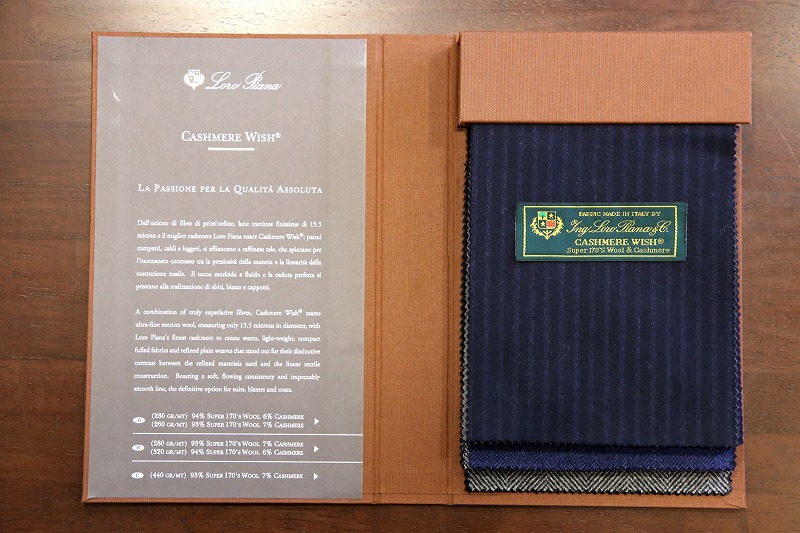 Loro Piana
CASHMERE WISH®
LA PASSIONE PER LA QUALITÀ ASSOLUTA
Dall'unione di fibre di prim'ordine, lane merinos finissime di 15.5
micron e il miglior cashmere Loro Piana nasce Cashmere Wish®: panni
compatti, caldi e leggeri, si affiancano a raffinate tele, che spiccano per
l'inconsueto contrasto tra la preziosità della materia e la linearità della
costruzione tessile. Il tocco morbido e fluido e la caduta perfetta si
prestano alla realizzazione di abiti, blazer e cappotti.
A combination of truly superlative fibres, Cashmere Wish® teams
ultra-fine merino wool, measuring only 15.5 microns in diameter, with
Loro Piana's finest cashmere to create warm, light-weight, compact
fulled fabrics and refined plain weaves that stand out for their distinctive
contrast between the refined materials used and the linear textile
construction. Boasting a soft, flowing consistency and impeccably
smooth line, the definitive option for suits, blazers and coats.
A (280 GR/MT) 94% SUPER 170'S WOOL 6% CASHMERE
(260 GR/MT) 93% SUPER 170'S WOOL 7% CASHMERE
B (280 GR/MT) 93% SUPER 170'S WOOL 7% CASHMERE
(320 GR/MT) 94% SUPER 170'S WOOL 6% CASHMERE
C (440 GR/MT) 93% SUPER 170'S WOOL 7% CASHMERE
FABRIC MADE IN ITALY BY
Ing. Loro Piana & C.
CASHMERE WISH®
Super 170'S Wool & Cashmere